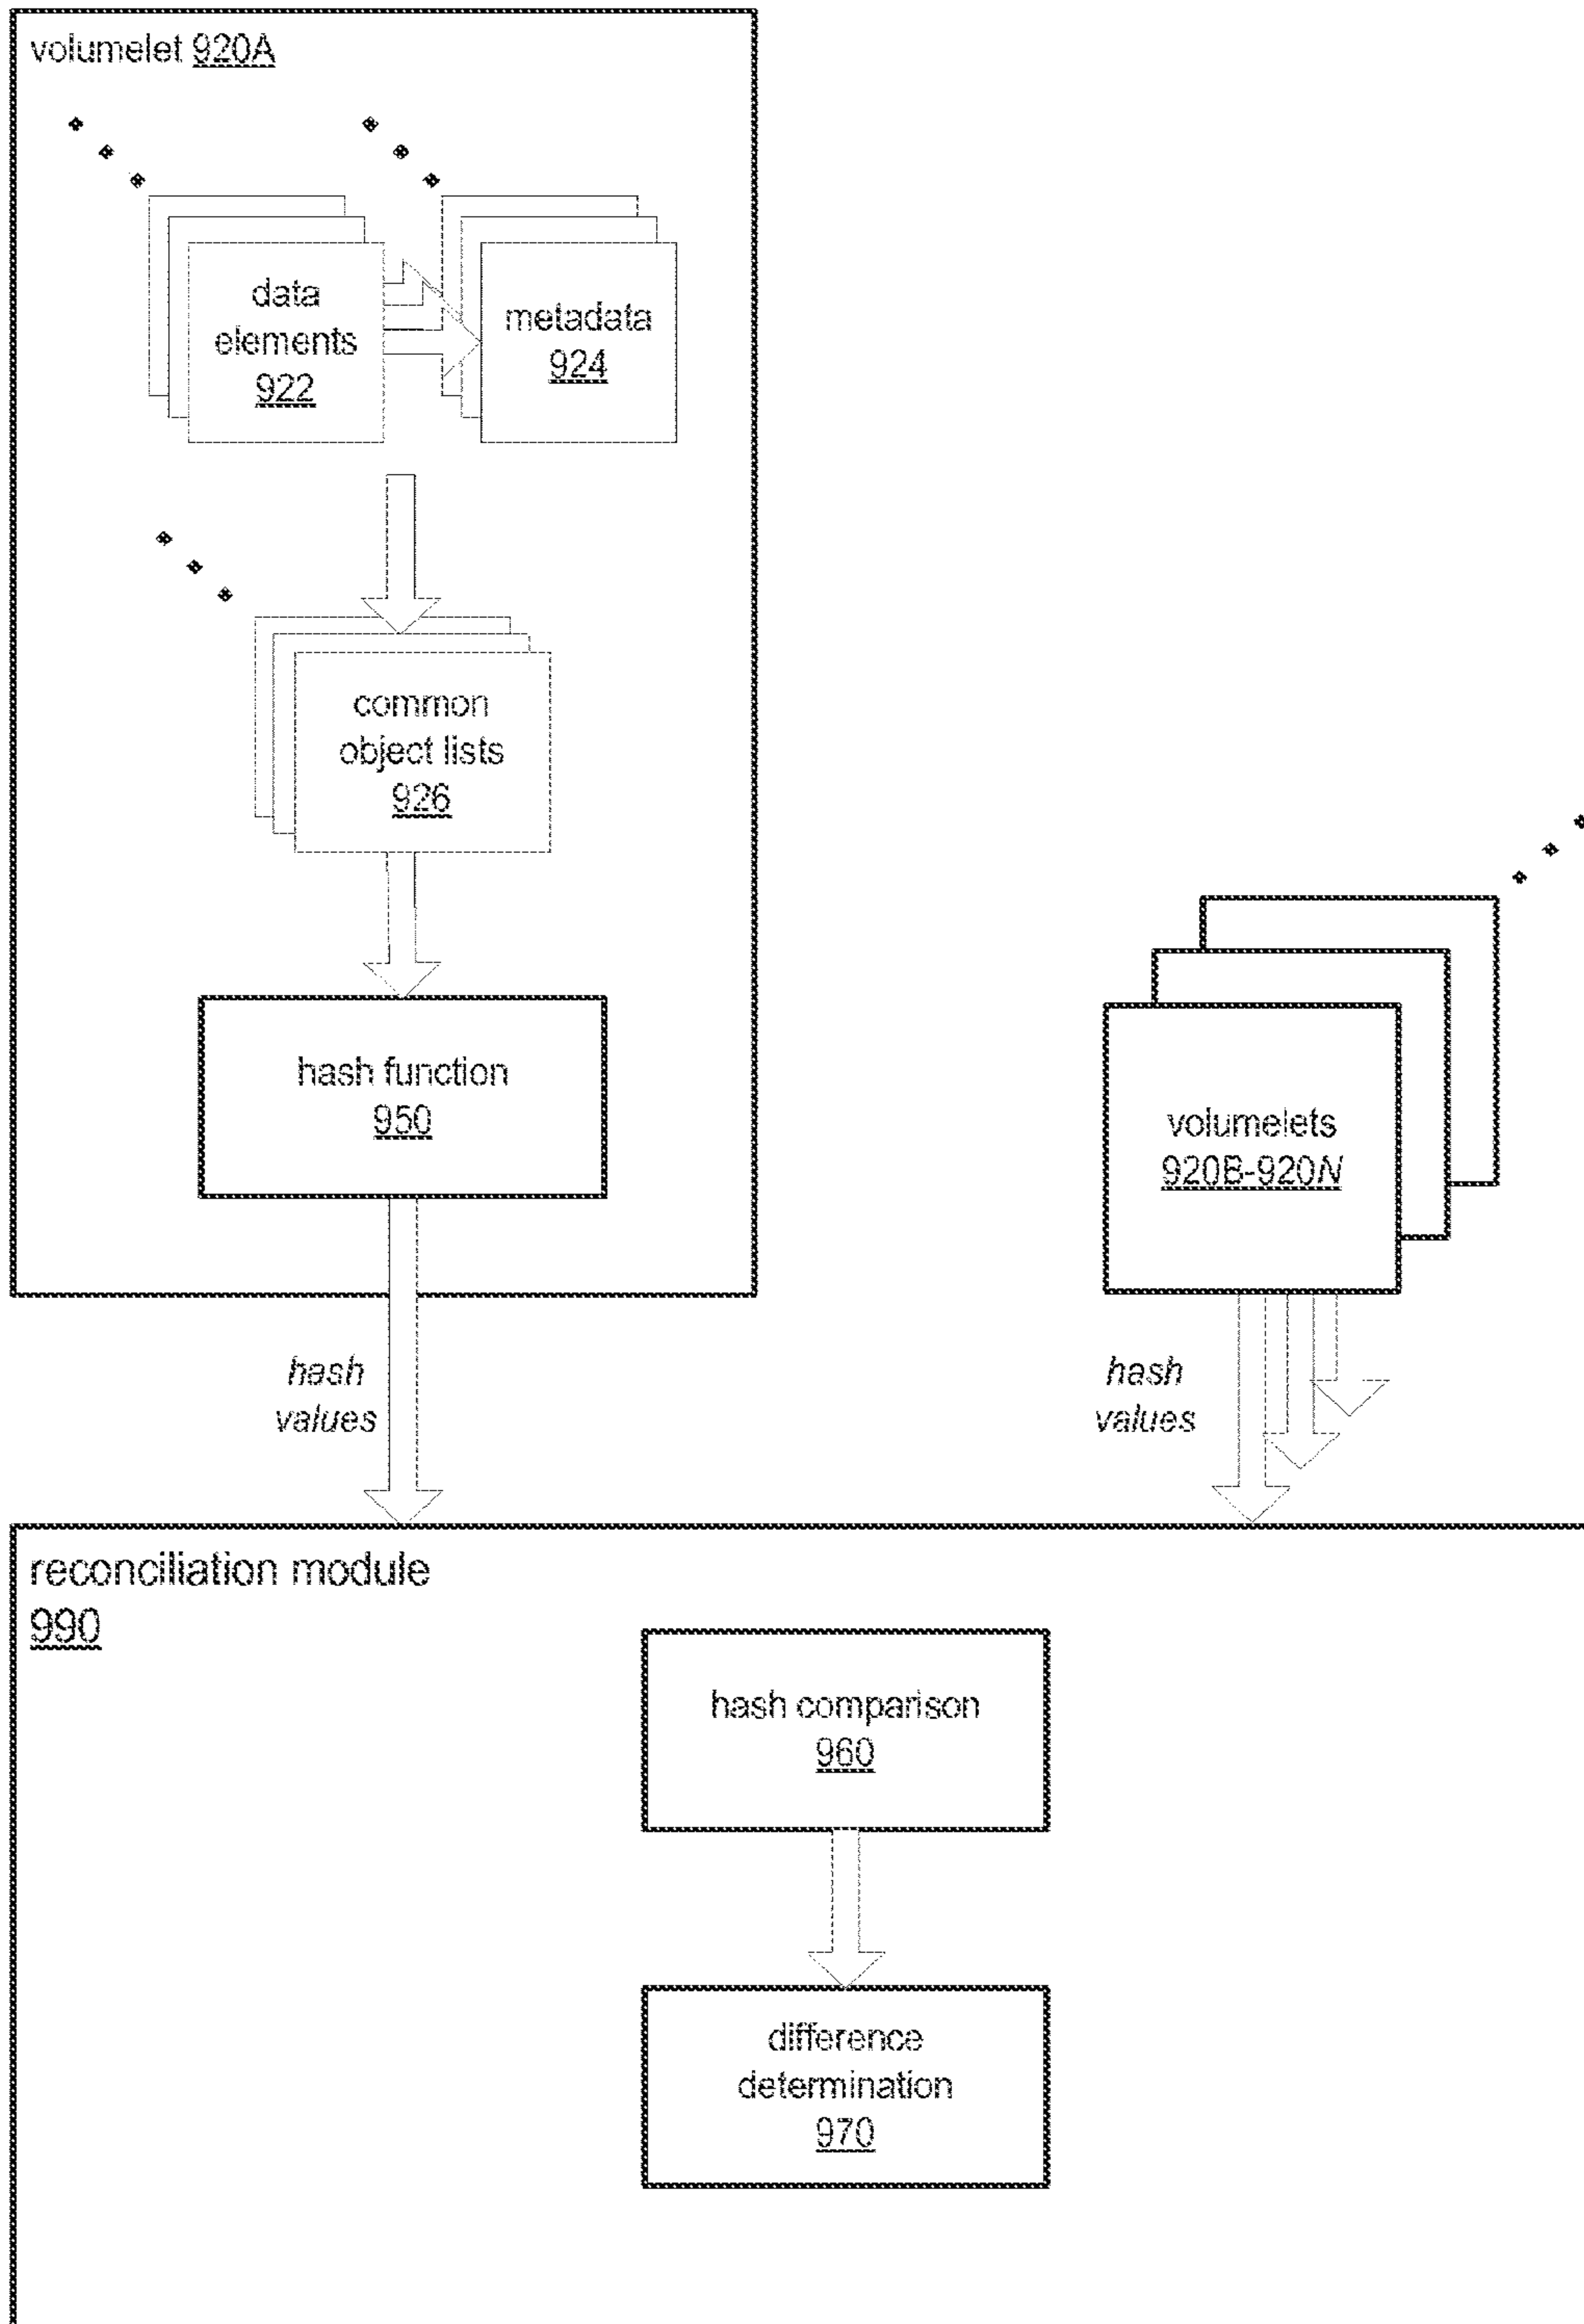 volumelet 920A
data
elements
922
metadata
924
common
object lists
926
hash function
950
volumelets
920B-920N
hash
values
hash
values
reconciliation module
990
hash comparison
960
difference
determination
970